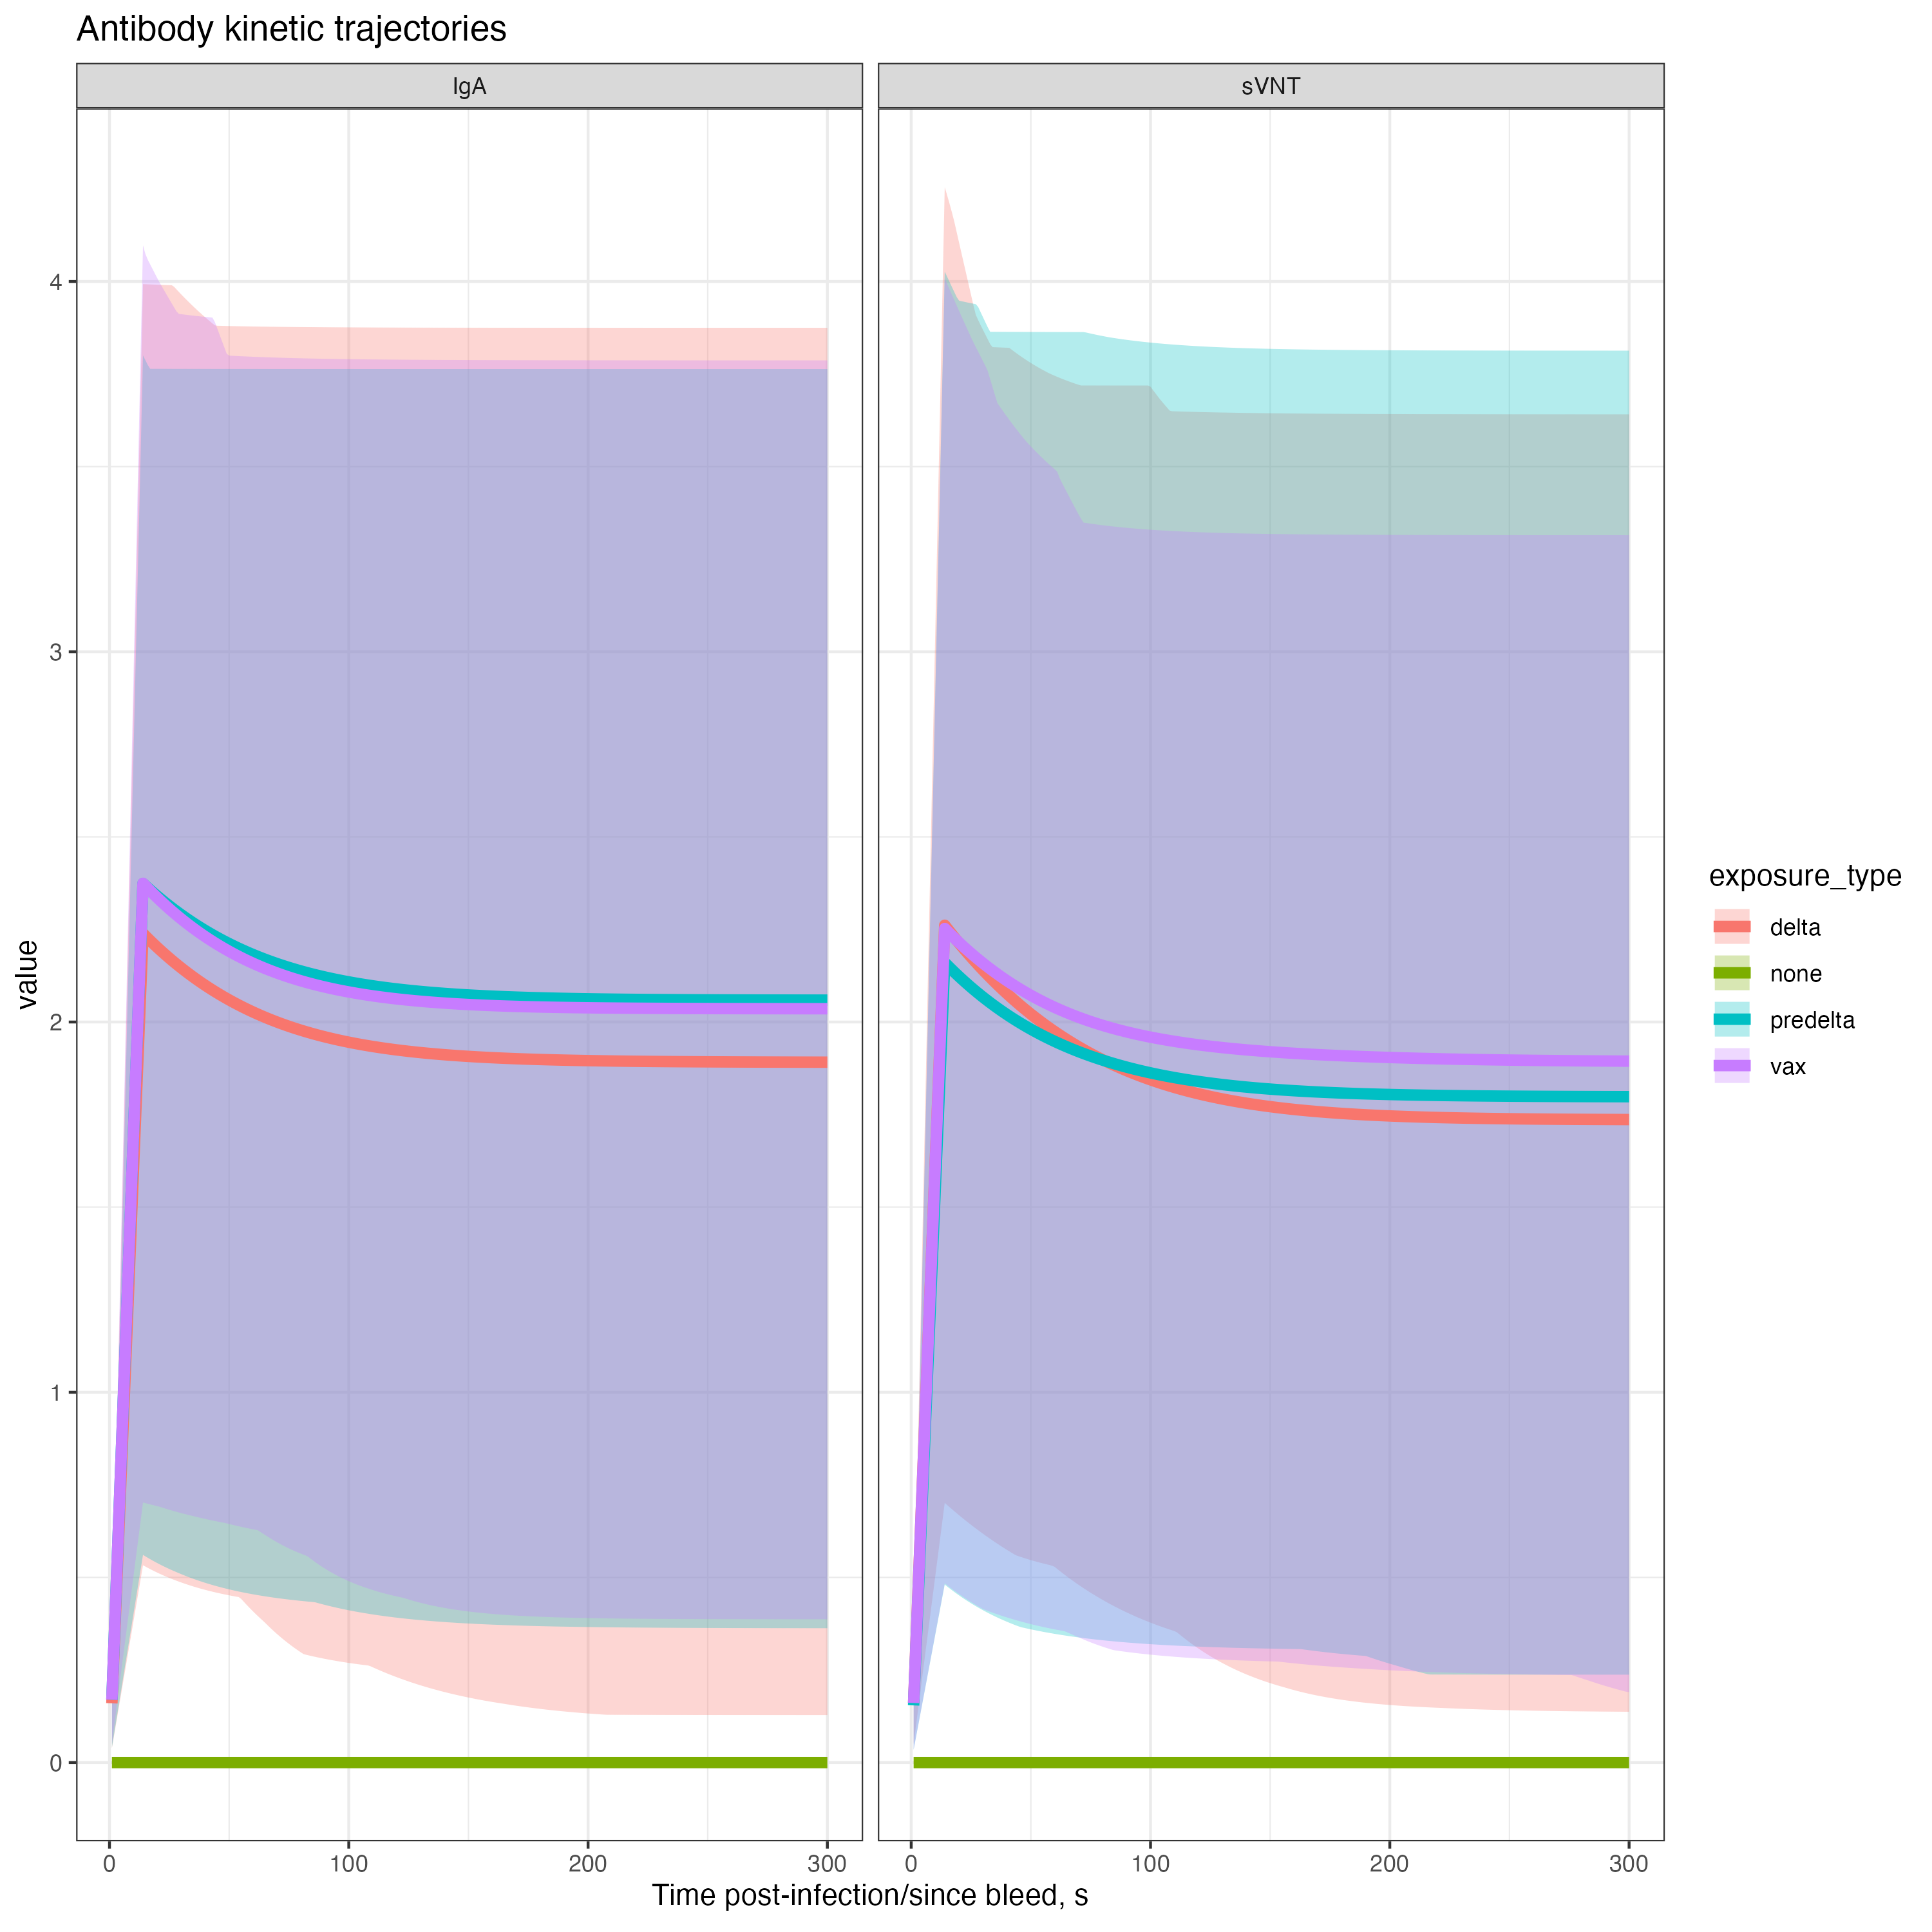 Antibody kinetic trajectories
IgA
sVNT
value
4
3
2
1
0
0 100 200 300
0 100 200 300
Time post-infection/since bleed, s
exposure_type
delta
none
predelta
vax